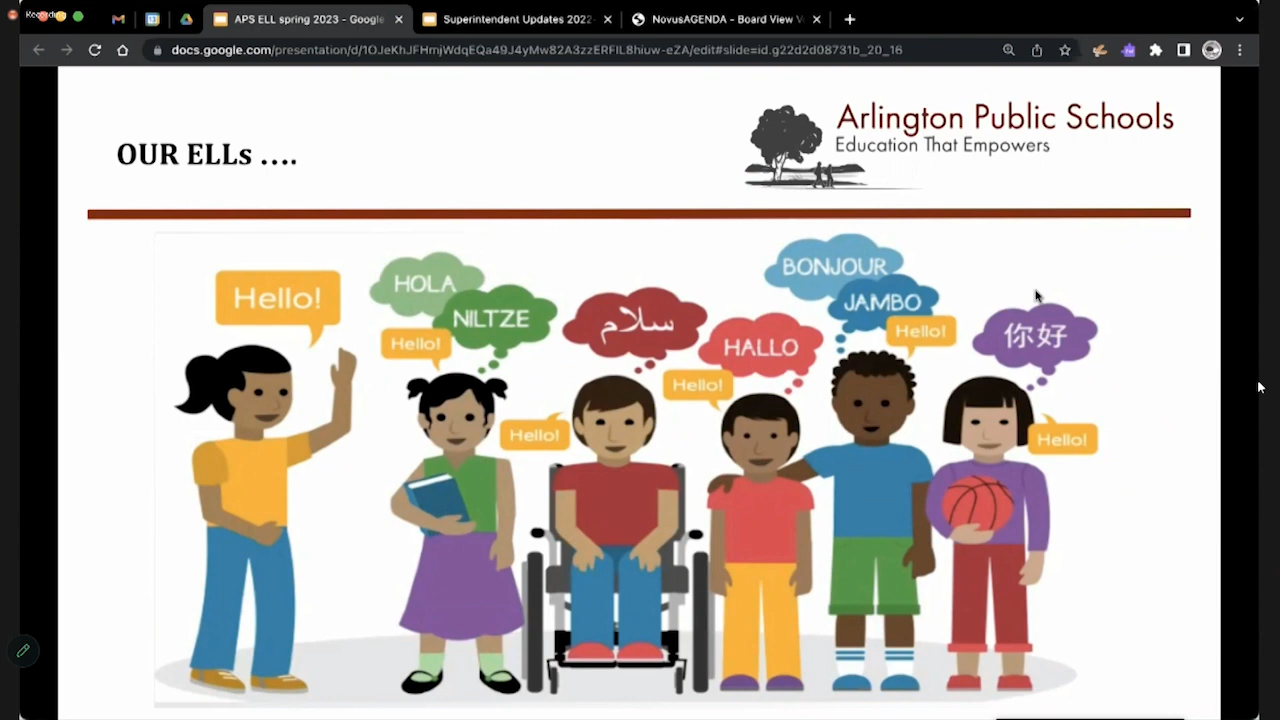 Recording
APS ELL spring 2023 - Google
Superintendent Updates 2022-
NovusAGENDA - Board View V
docs.google.com/presentation/d/1OJeKhJFHmjWdqEQa49J4yMw82A3zzERFIL8hiuw-eZA/edit#slide=id.g22d2d08731b_20_16
Arlington Public Schools
Education That Empowers
OUR ELLs ....
Hello!
HOLA
NILTZE
Hello!
سلام
Hello!
HALLO
Hello!
BONJOUR
JAMBO
Hello!
你好
Hello!